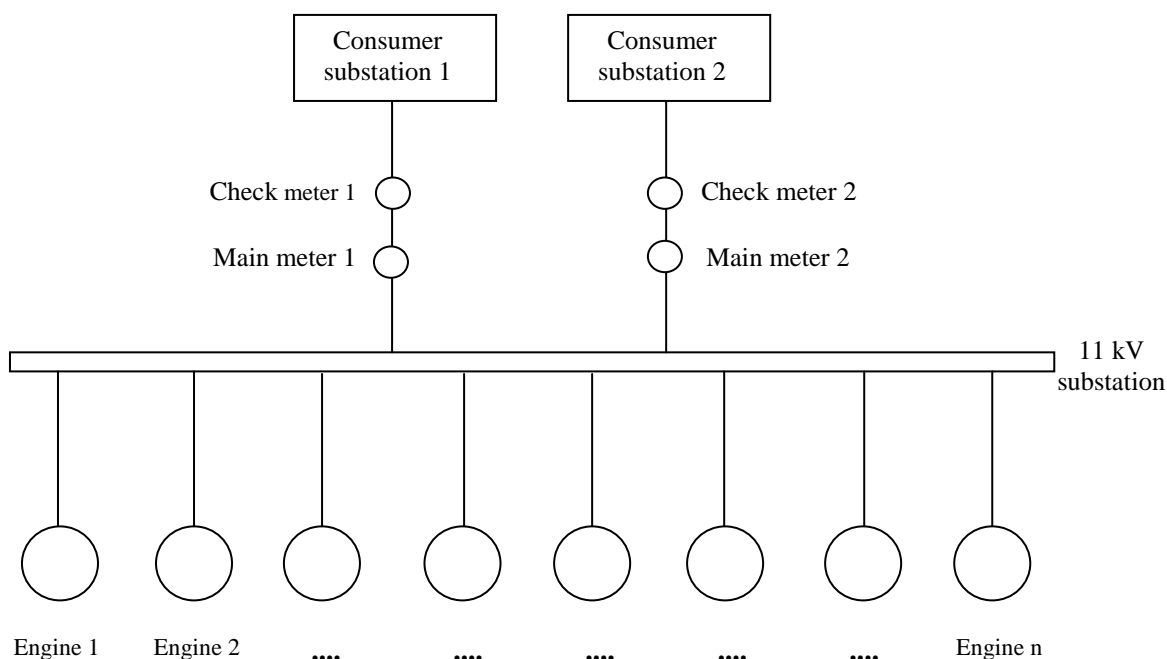 Consumer
substation 1
Consumer
substation 2
Check meter 1
Check meter 2
Main meter 1
Main meter 2
11 kV
substation
Engine 1
Engine 2
....
....
....
....
....
Engine n